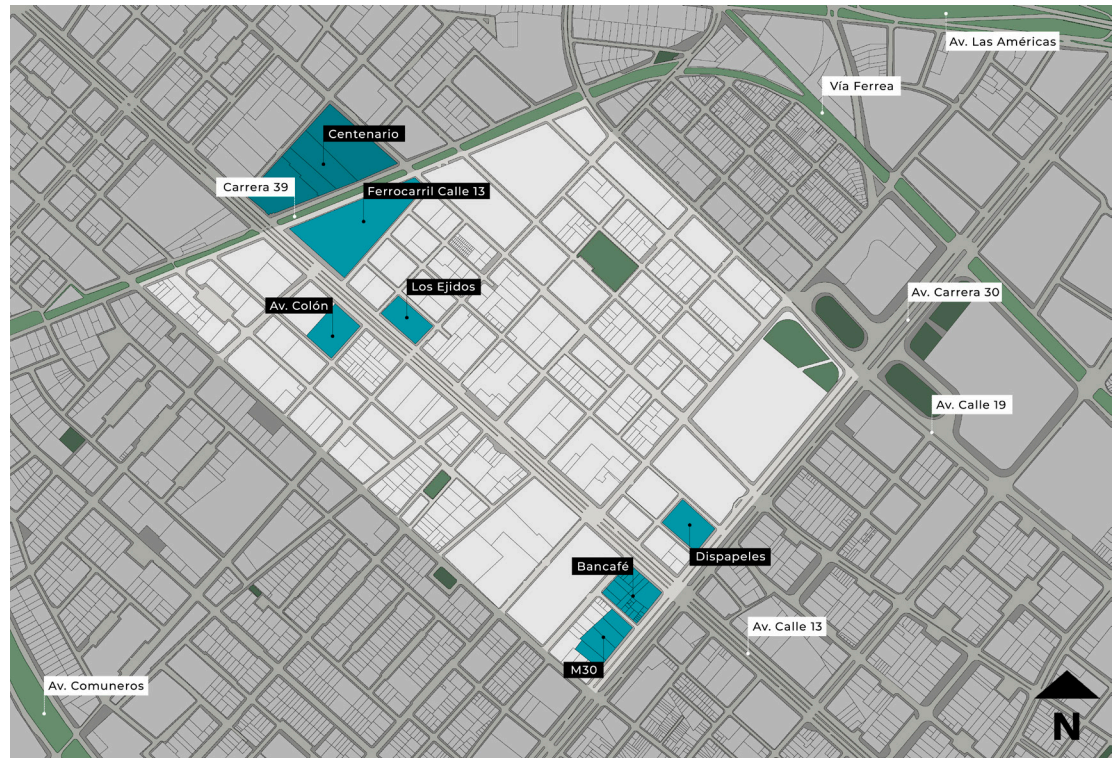 Av. Las Américas
Vía Ferrea
Centenario
Carrera 39
Ferrocarril Calle 13
Los Ejidos
Av. Colón
Av. Carrera 30
Av. Calle 19
Dispapeles
Bancafé
Av. Calle 13
M30
Av. Comuneros
N